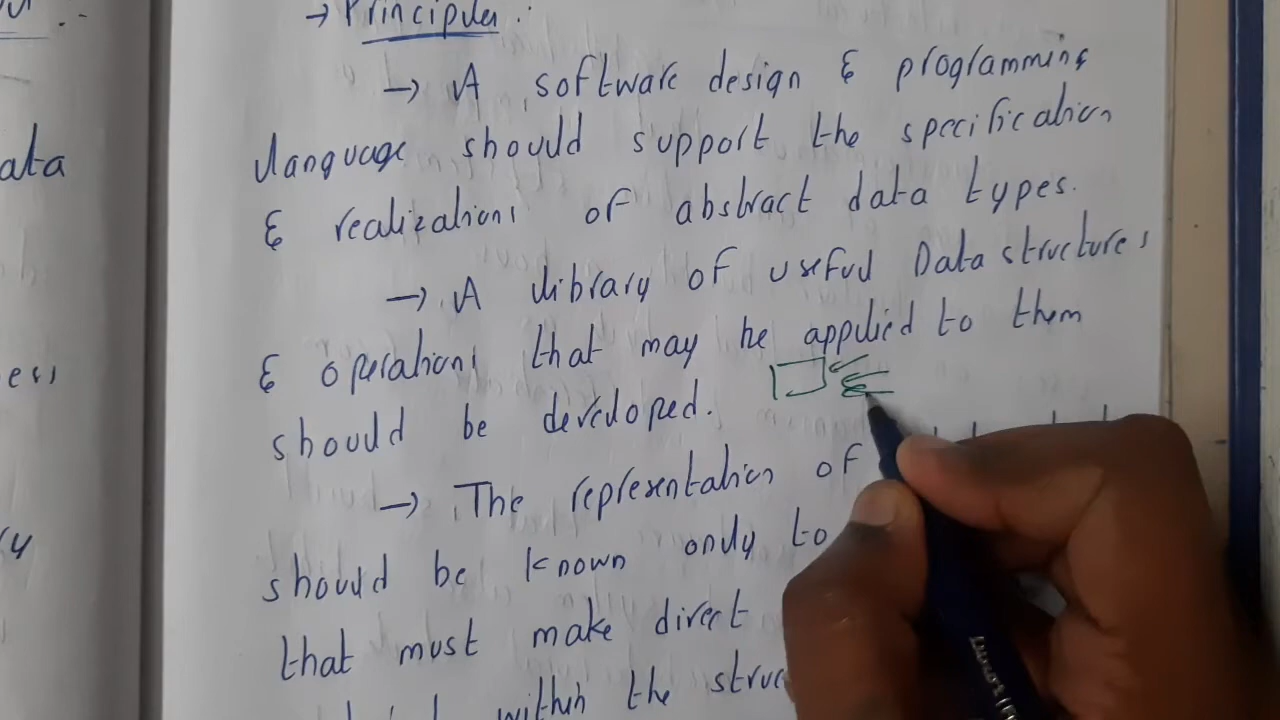 → Principles :
→ A software design & programming
language should support the specification
& realizations of abstract data types.
→ A library of useful Data structures
& operations that may be applied to them
should be developed.
→ The representation of
should be known only to
that must make direct
within the struc
ata